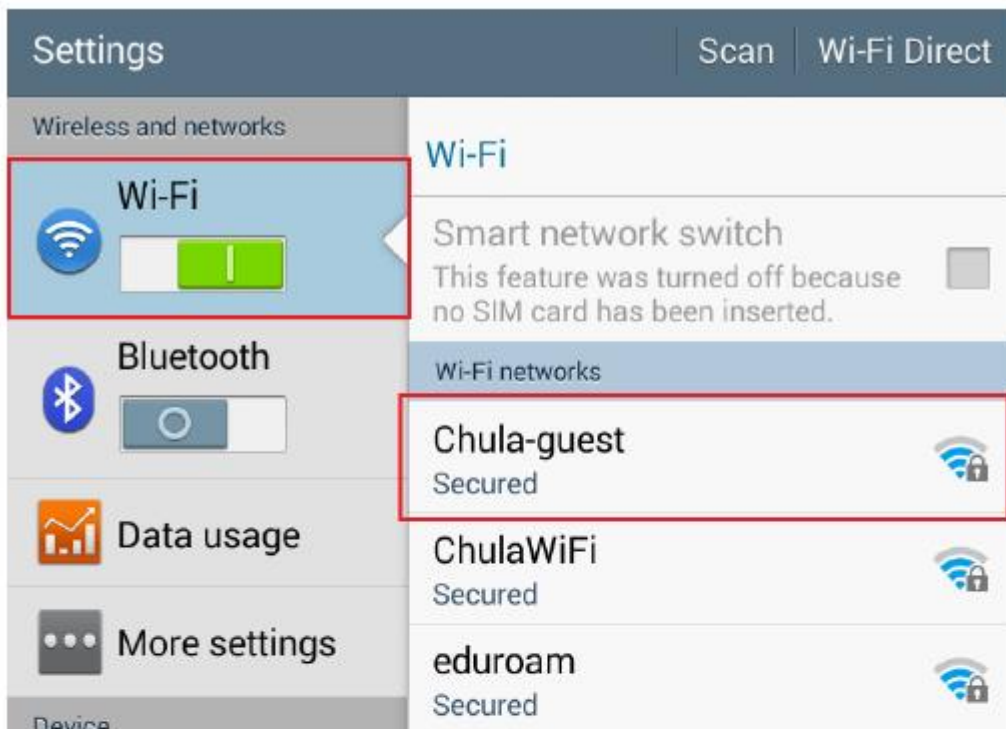 Settings
Scan
Wi-Fi Direct
Wireless and networks
Wi-Fi
Bluetooth
Data usage
More settings
Device
Wi-Fi
Smart network switch
This feature was turned off because
no SIM card has been inserted.
Wi-Fi networks
Chula-guest
Secured
ChulaWiFi
Secured
eduroam
Secured